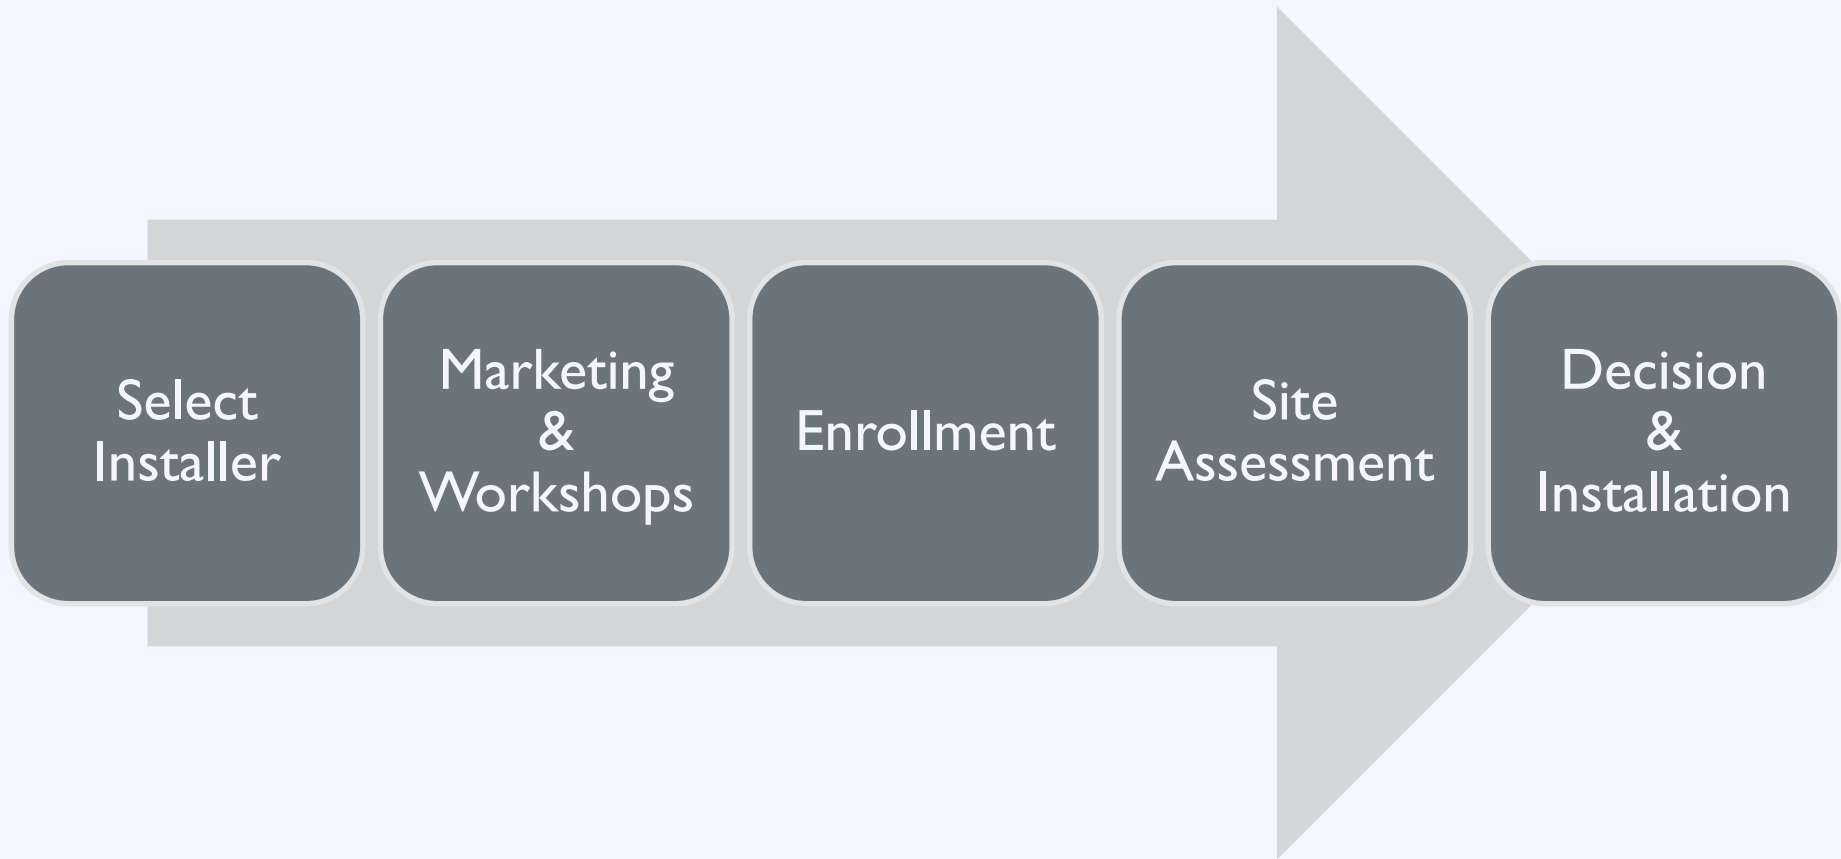 Select
Installer
Marketing
&
Workshops
Enrollment
Site
Assessment
Decision
&
Installation